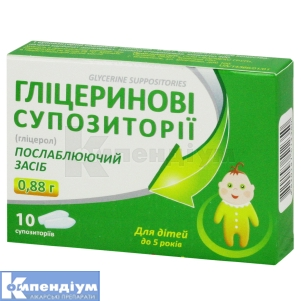 GLYCERINE SUPPOSITORIES
ГЛІЦЕРИНОВІ
СУПОЗИТОРІЇ
(гліцерол)
ПОСЛАБЛЮЮЧИЙ
ЗАСІБ
0,88 г
10
супозиторіїв
Для дітей
до 5 років
Компендіум
Компендіум
ЛІКАРСЬКІ ПРЕПАРАТИ